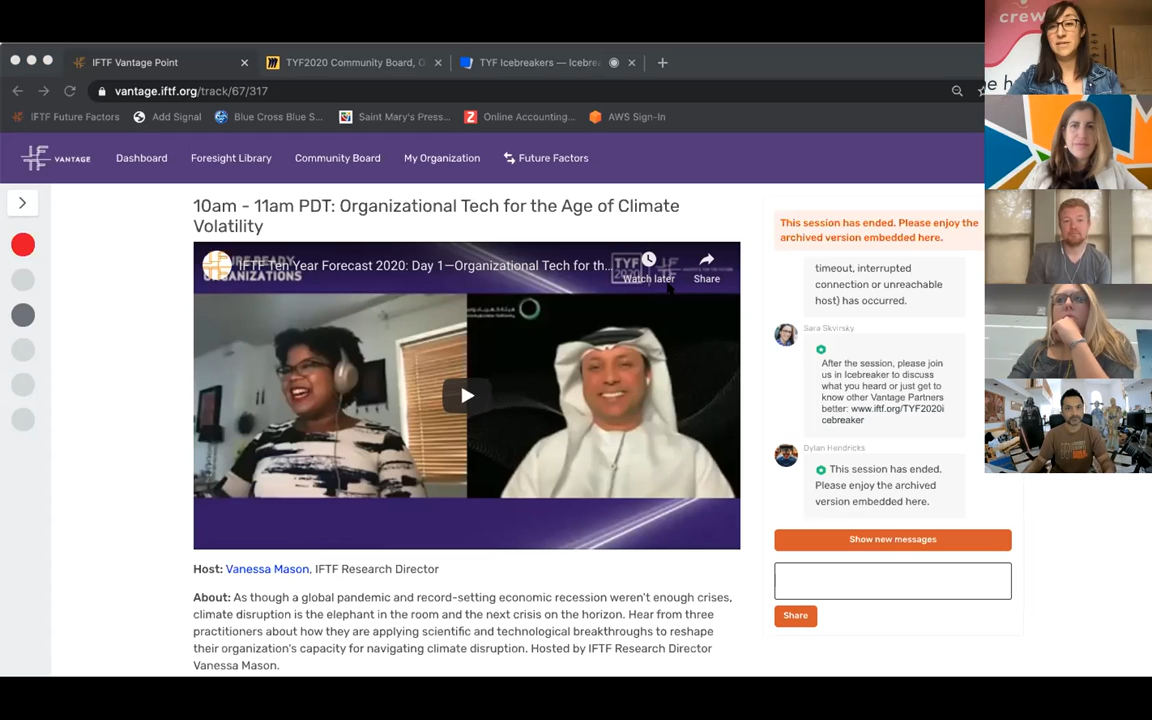 crew
e h
IFTF Vantage Point
TYF2020 Community Board, O
TYF Icebreakers — Icebrea
vantage.iftf.org/track/67/317
IFTF Future Factors
Add Signal
Blue Cross Blue S...
Saint Mary's Press...
Online Accounting...
AWS Sign-In
VANTAGE
Dashboard
Foresight Library
Community Board
My Organization
Future Factors
10am - 11am PDT: Organizational Tech for the Age of Climate
Volatility
IFTF Ten Year Forecast 2020: Day 1—Organizational Tech for th...
ORGANIZATIONS
TYF
2020
Watch later
Share
Host: Vanessa Mason, IFTF Research Director
About: As though a global pandemic and record-setting economic recession weren't enough crises,
climate disruption is the elephant in the room and the next crisis on the horizon. Hear from three
practitioners about how they are applying scientific and technological breakthroughs to reshape
their organization's capacity for navigating climate disruption. Hosted by IFTF Research Director
Vanessa Mason.
This session has ended. Please enjoy the
archived version embedded here.
timeout, interrupted
connection or unreachable
host) has occurred.
Sara Skvirsky
After the session, please join
us in Icebreaker to discuss
what you heard or just get to
know other Vantage Partners
better: www.iftf.org/TYF2020i
cebreaker
Dylan Hendricks
This session has ended.
Please enjoy the archived
version embedded here.
Show new messages
Share